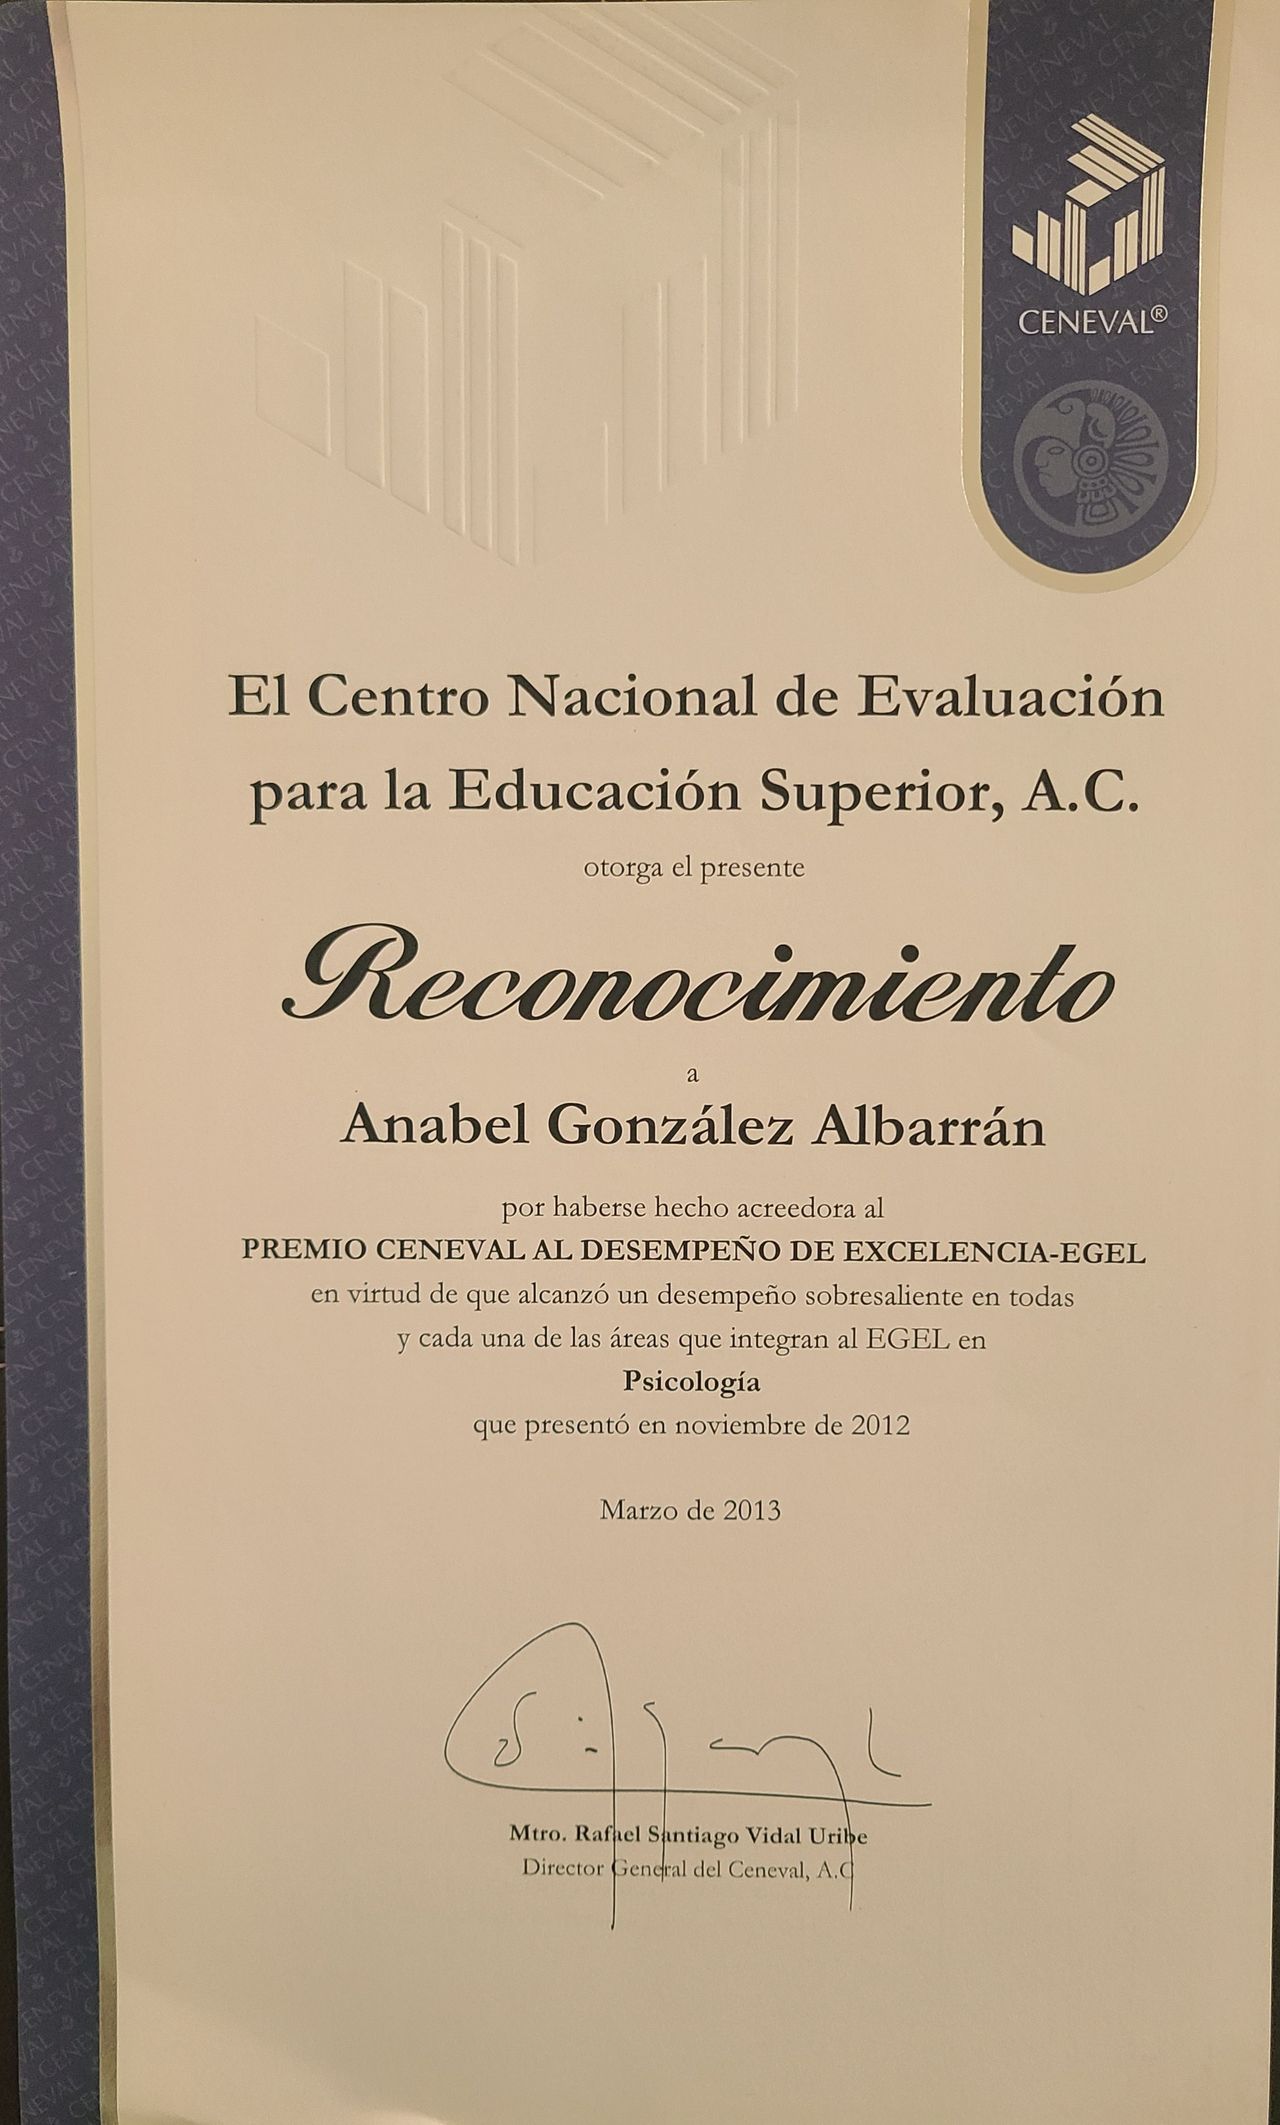 CENEVAL®
El Centro Nacional de Evaluación
para la Educación Superior, A.C.
otorga el presente
Reconocimiento
a
Anabel González Albarrán
por haberse hecho acreedora al
PREMIO CENEVAL AL DESEMPEÑO DE EXCELENCIA-EGEL
en virtud de que alcanzó un desempeño sobresaliente en todas
y cada una de las áreas que integran al EGEL en
Psicología
que presentó en noviembre de 2012
Marzo de 2013
Mtro. Rafael Santiago Vidal Uribe
Director General del Ceneval, A.C